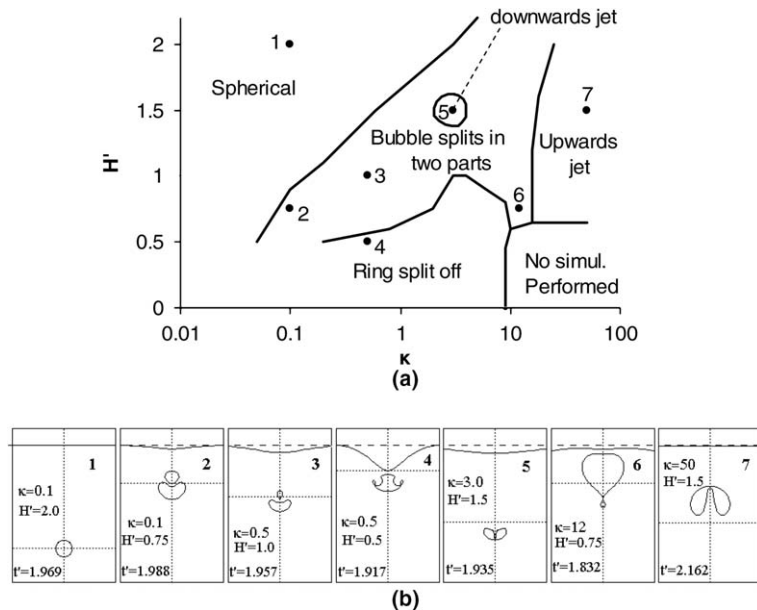 downwards jet
2
1.5
1
0.5
0
H'
1
Spherical
5
7
Bubble splits in
two parts
Upwards
jet
3
6
2
4
Ring split off
No simul.
Performed
0.01
0.1
1
10
100
κ
(a)
1
κ=0.1
H'=2.0
t'=1.969
2
κ=0.1
H'=0.75
t'=1.988
3
κ=0.5
H'=1.0
t'=1.957
4
κ=0.5
H'=0.5
t'=1.917
5
κ=3.0
H'=1.5
t'=1.935
6
κ=12
H'=0.75
t'=1.832
7
κ=50
H'=1.5
t'=2.162
(b)